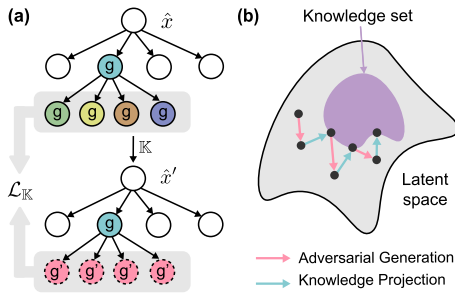 (a)
x̂
g
g g g g
𝕂
ℒ𝕂
x̂′
g
g' g' g' g'
(b)
Knowledge set
Latent
space
Adversarial Generation
Knowledge Projection